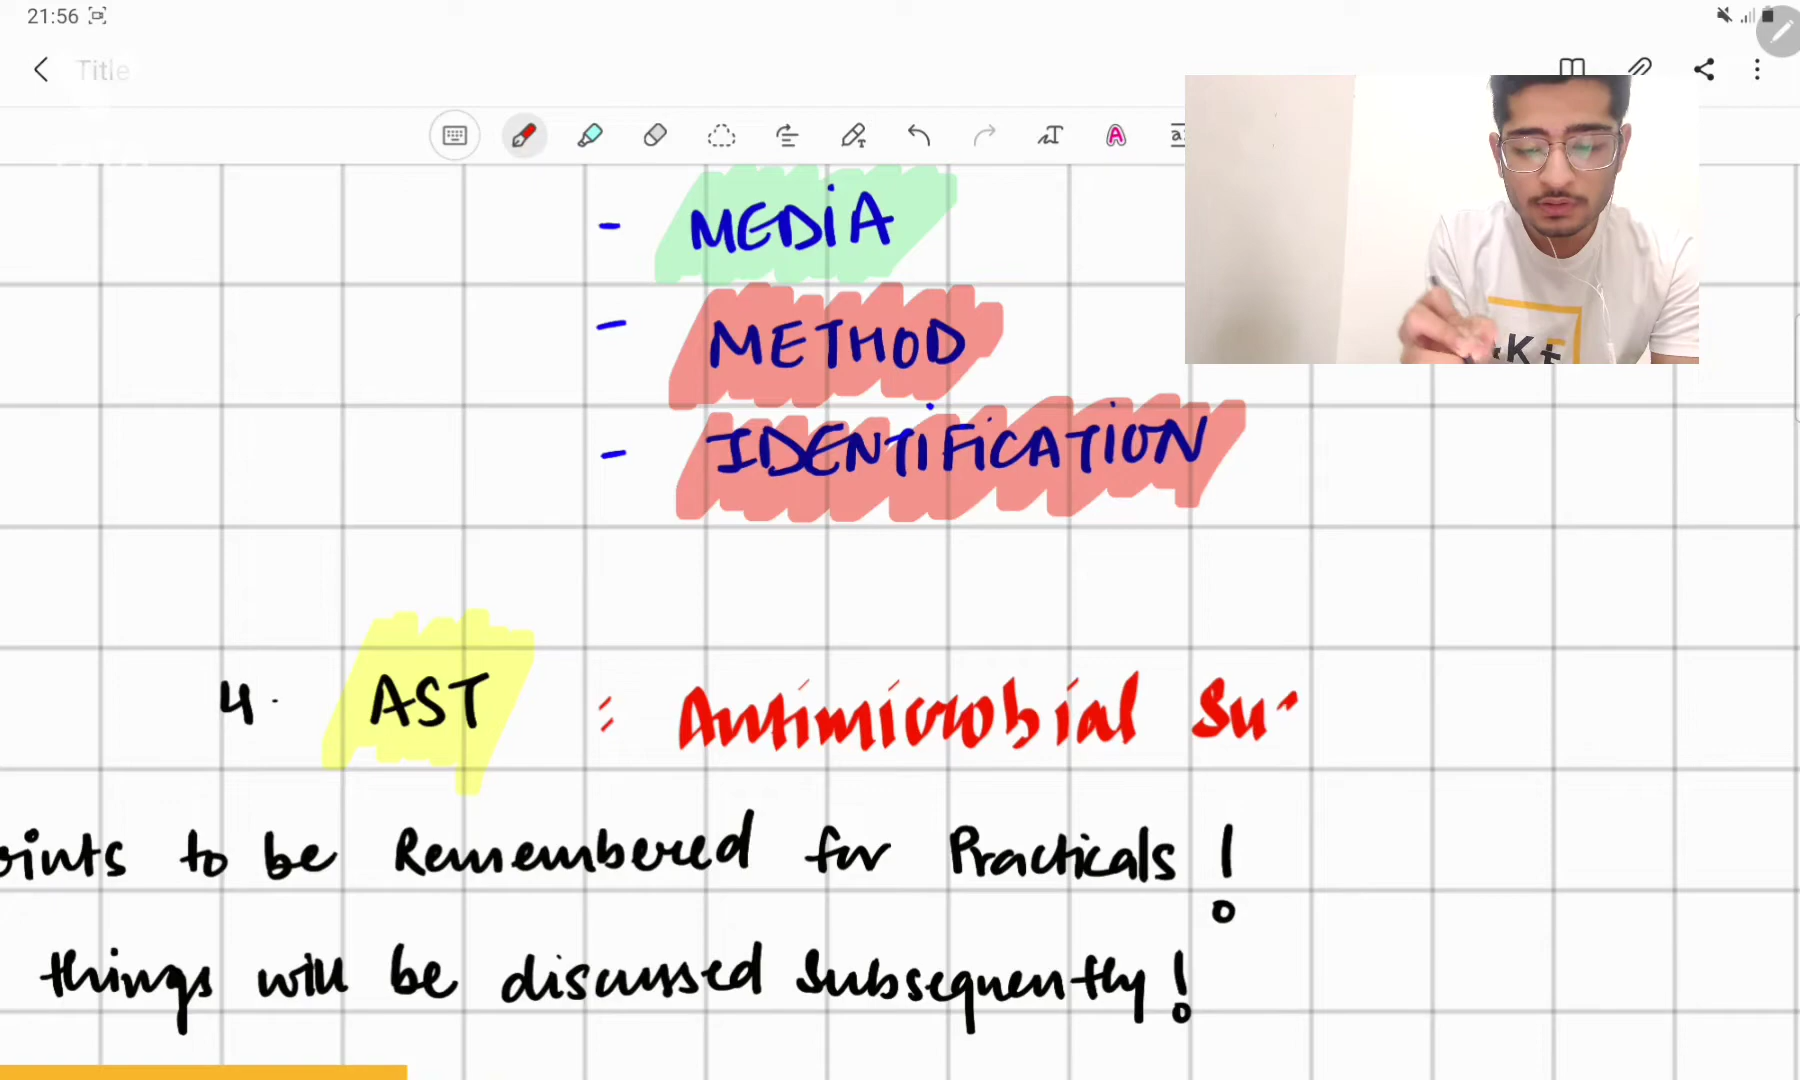 21:56
Title
- MEDIA
- METHOD
- IDENTIFICATION
4. AST : Antimicrobial Su
oints to be Remembered for Practicals !
things will be discussed Subsequently !